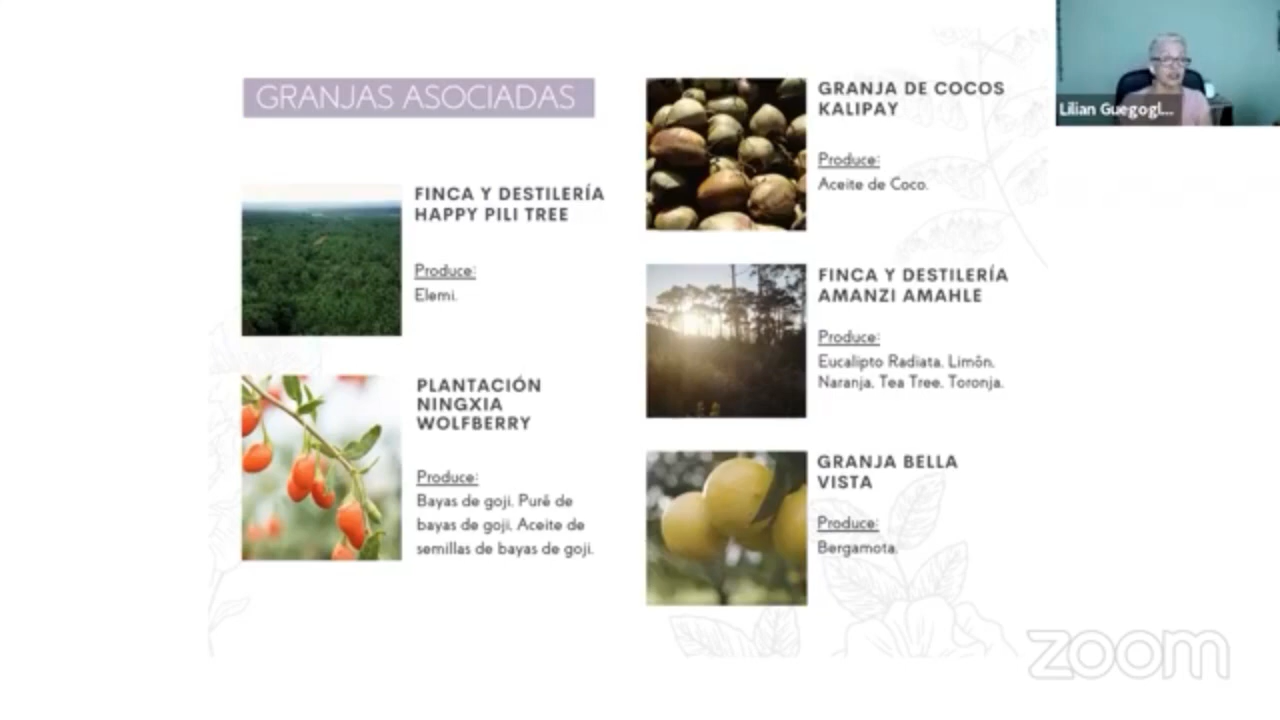 GRANJAS ASOCIADAS
FINCA Y DESTILERÍA
HAPPY PILI TREE
Produce:
Elemi.
PLANTACIÓN
NINGXIA
WOLFBERRY
Produce:
Bayas de goji, Puré de
bayas de goji, Aceite de
semillas de bayas de goji.
GRANJA DE COCOS
KALIPAY
Produce:
Aceite de Coco.
FINCA Y DESTILERÍA
AMANZI AMAHLE
Produce:
Eucalipto Radiata, Limón,
Naranja, Tea Tree, Toronja.
GRANJA BELLA
VISTA
Produce:
Bergamota.
Lilian Guegogl...
zoom